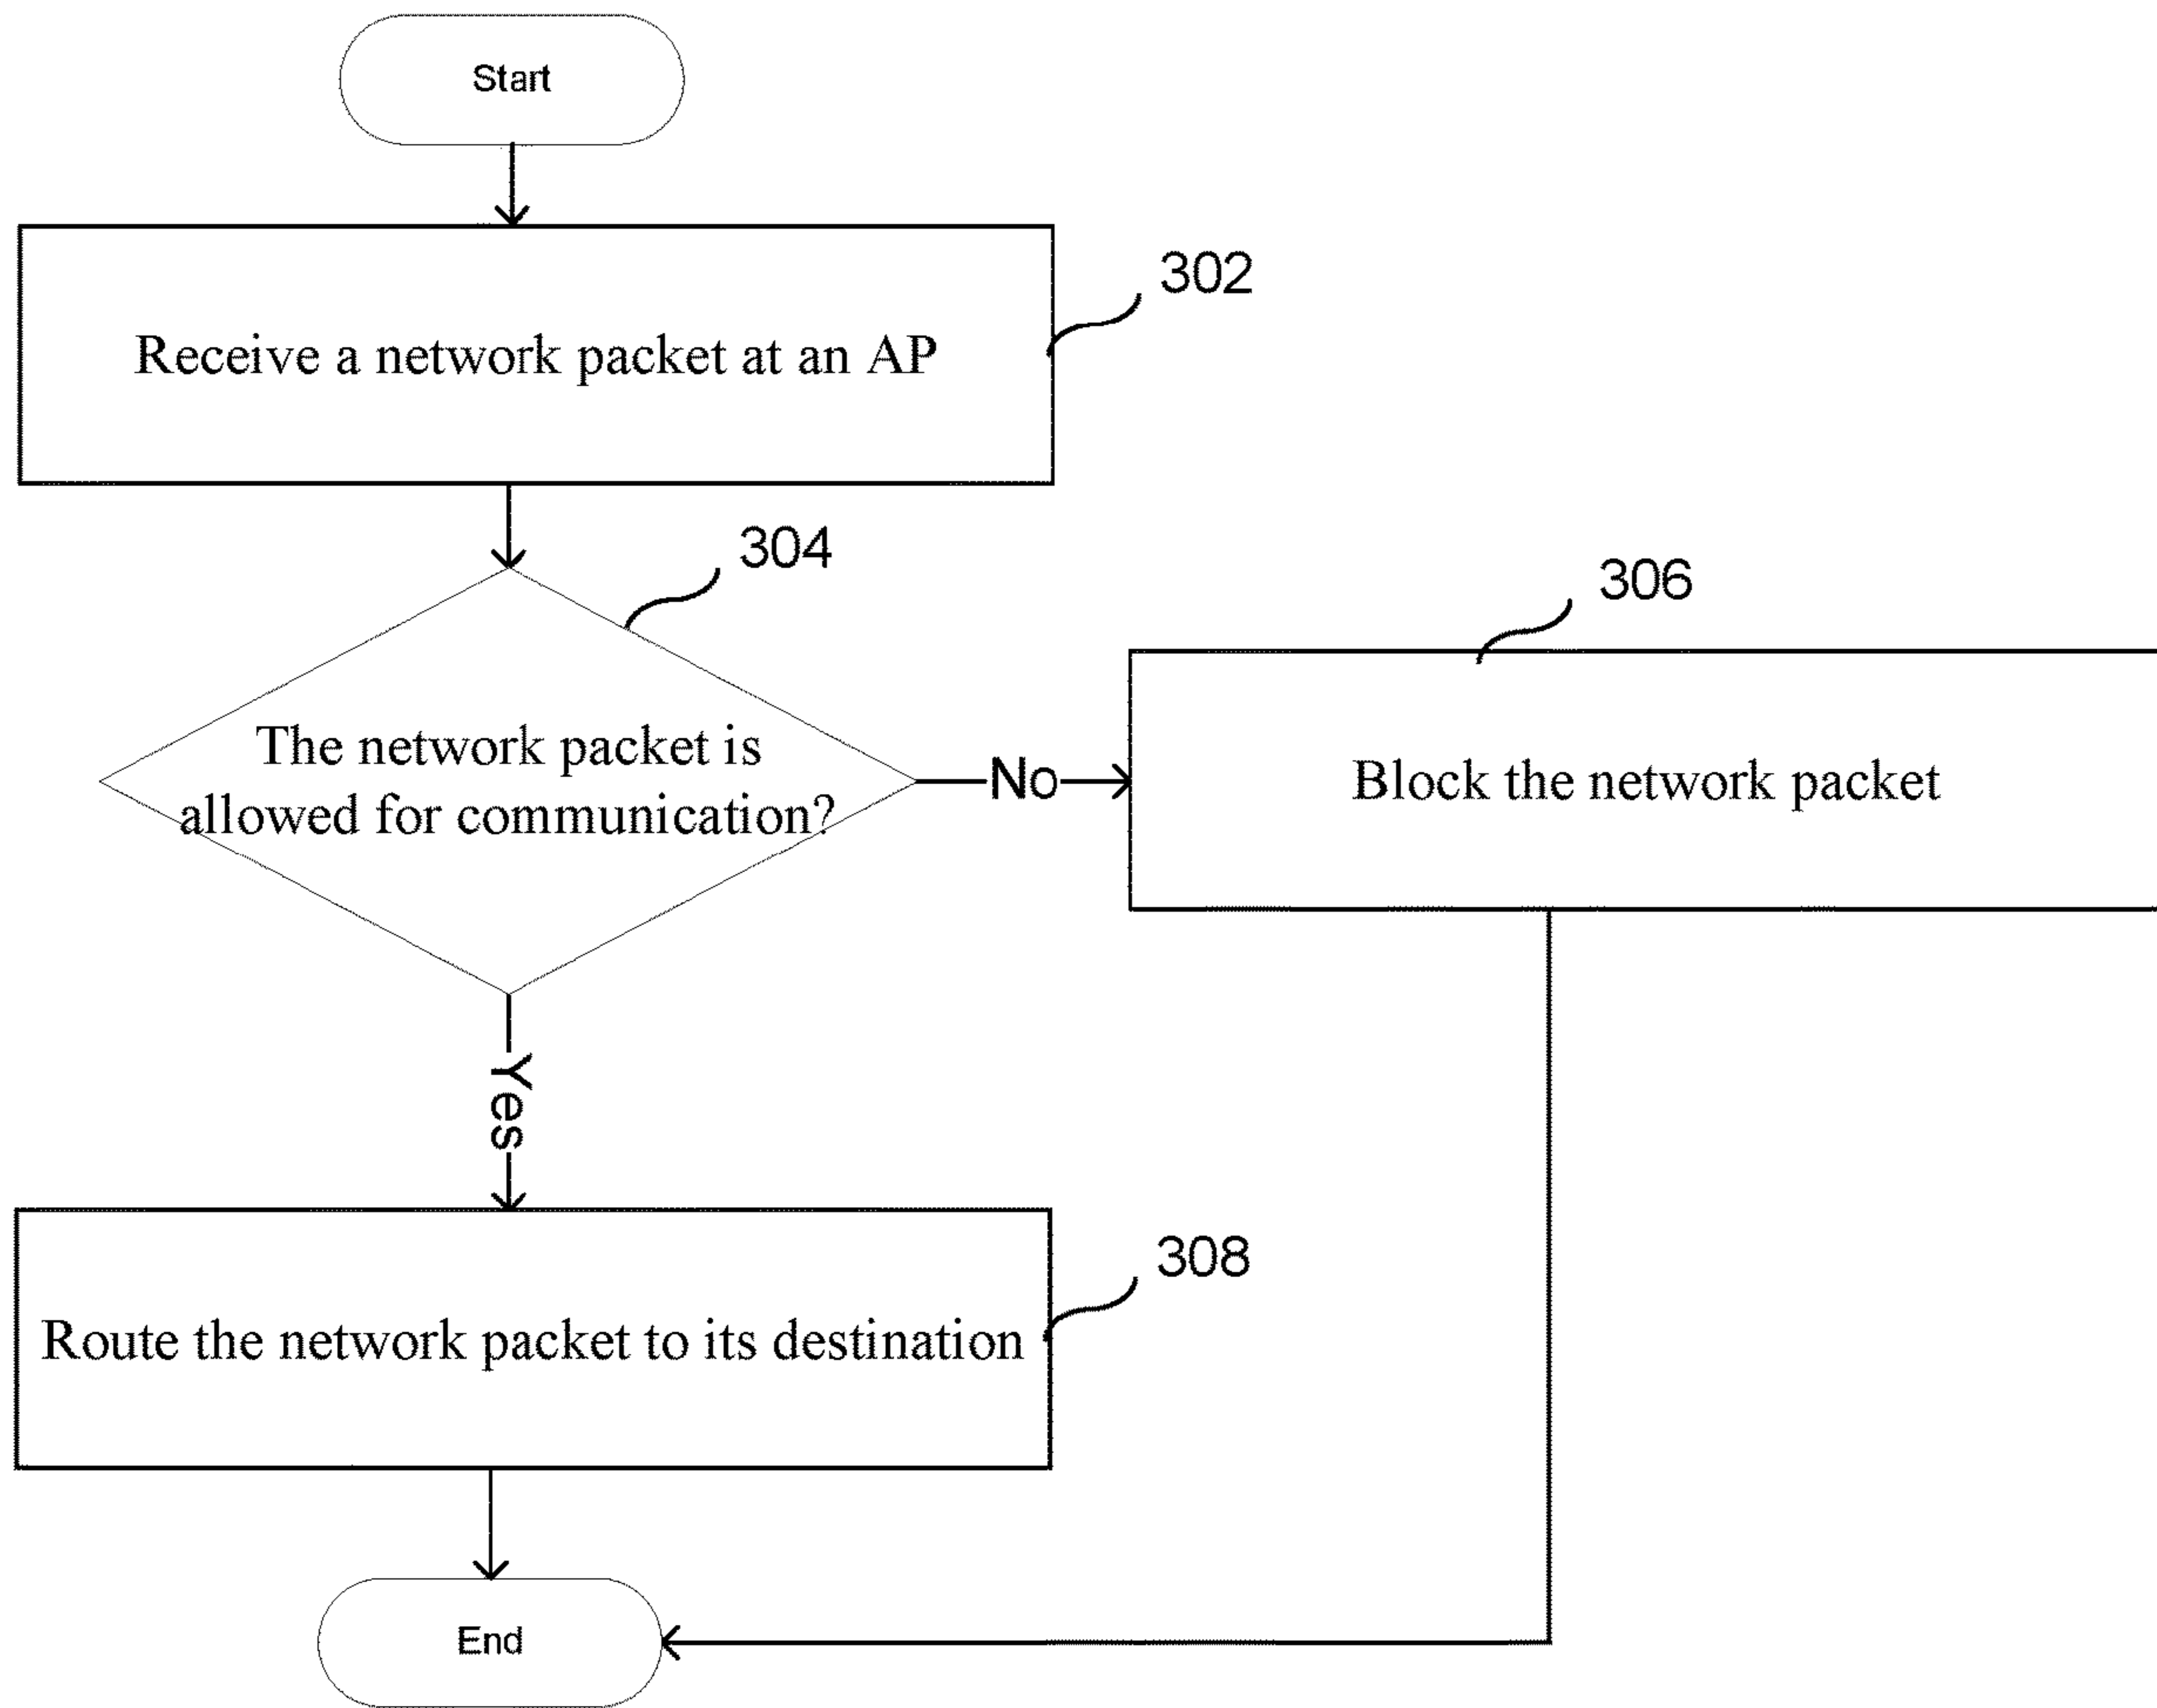 Start
302
Receive a network packet at an AP
304
306
The network packet is
allowed for communication?
No
Block the network packet
Yes
308
Route the network packet to its destination
End